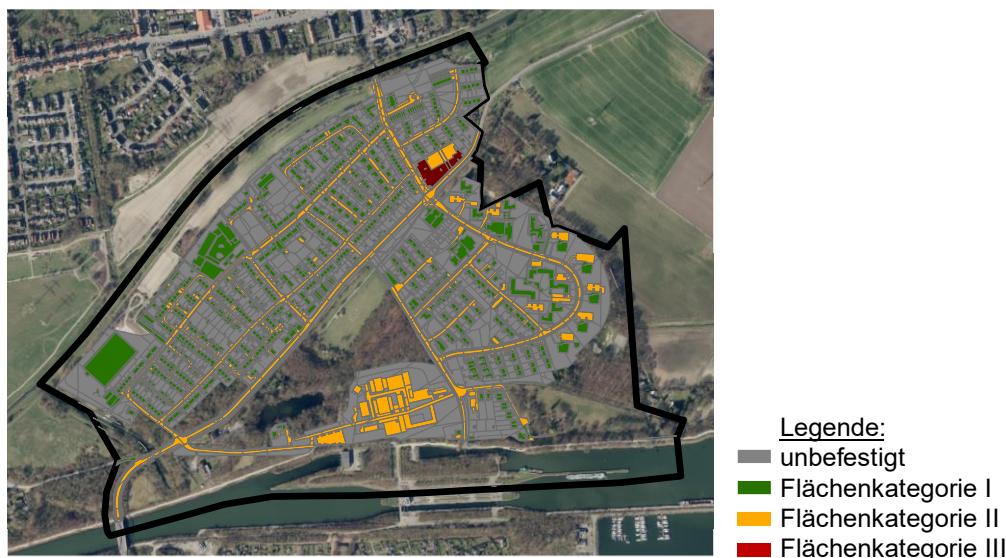 Legende:
unbefestigt
Flächenkategorie I
Flächenkategorie II
Flächenkategorie III